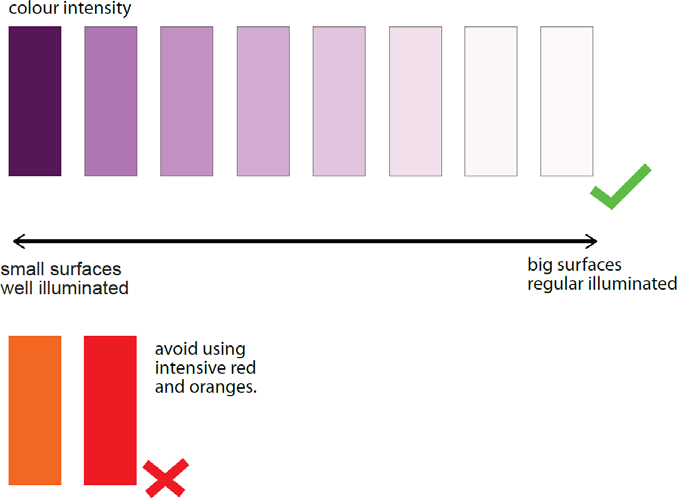 colour intensity
small surfaces
well illuminated
big surfaces
regular illuminated
avoid using
intensive red
and oranges.